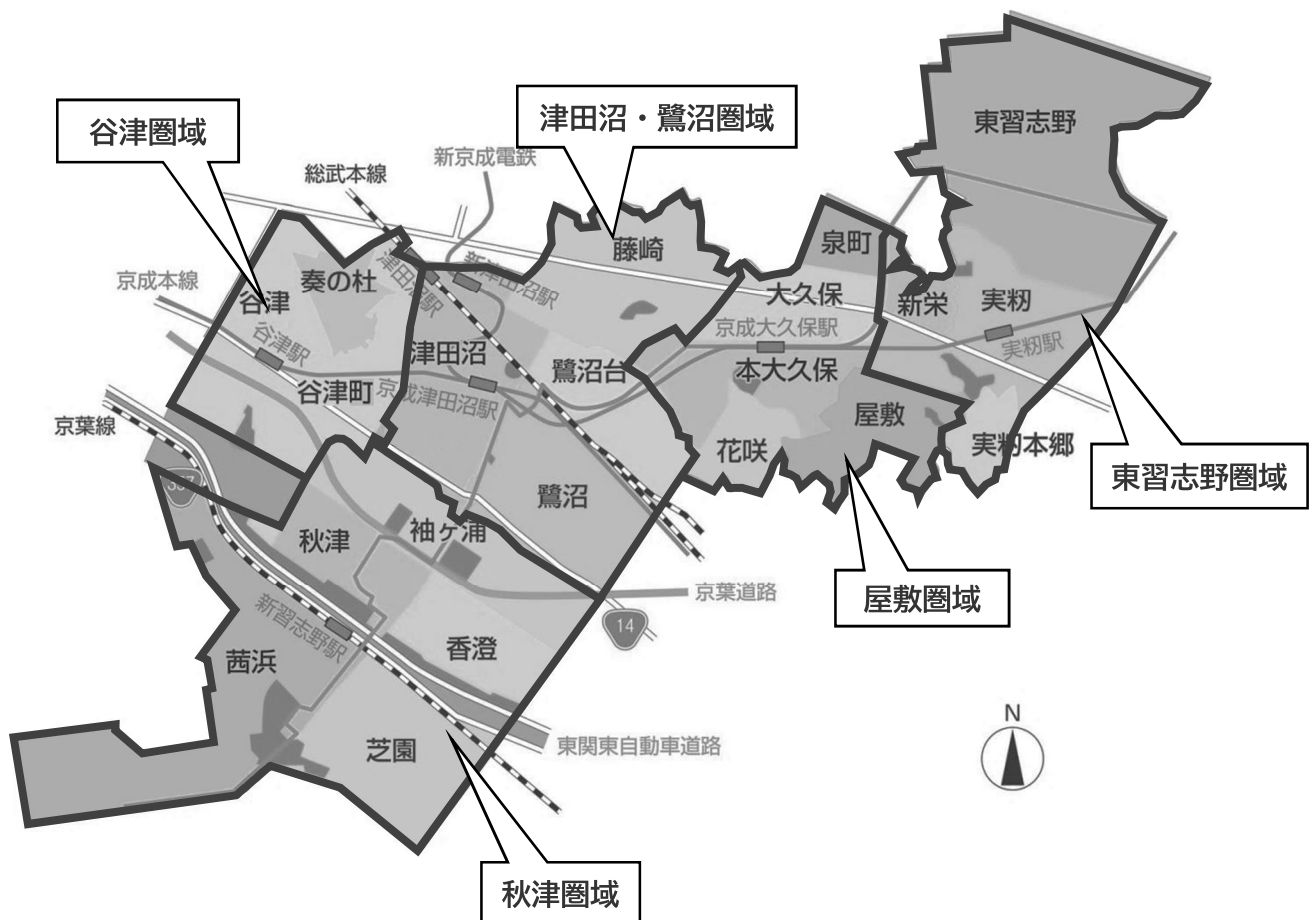 東習志野
谷津圏域
津田沼・鷺沼圏域
新京成電鉄
総武本線
泉町
藤崎
京成本線
奏の杜
津田沼駅
新津田沼駅
谷津
大久保
新栄
実籾
京成大久保駅
実籾駅
谷津駅
津田沼
鷺沼台
本大久保
谷津町
京成津田沼駅
屋敷
京葉線
花咲
実籾本郷
東習志野圏域
357
鷺沼
秋津
袖ヶ浦
京葉道路
屋敷圏域
新習志野駅
14
香澄
茜浜
N
芝園
東関東自動車道路
秋津圏域